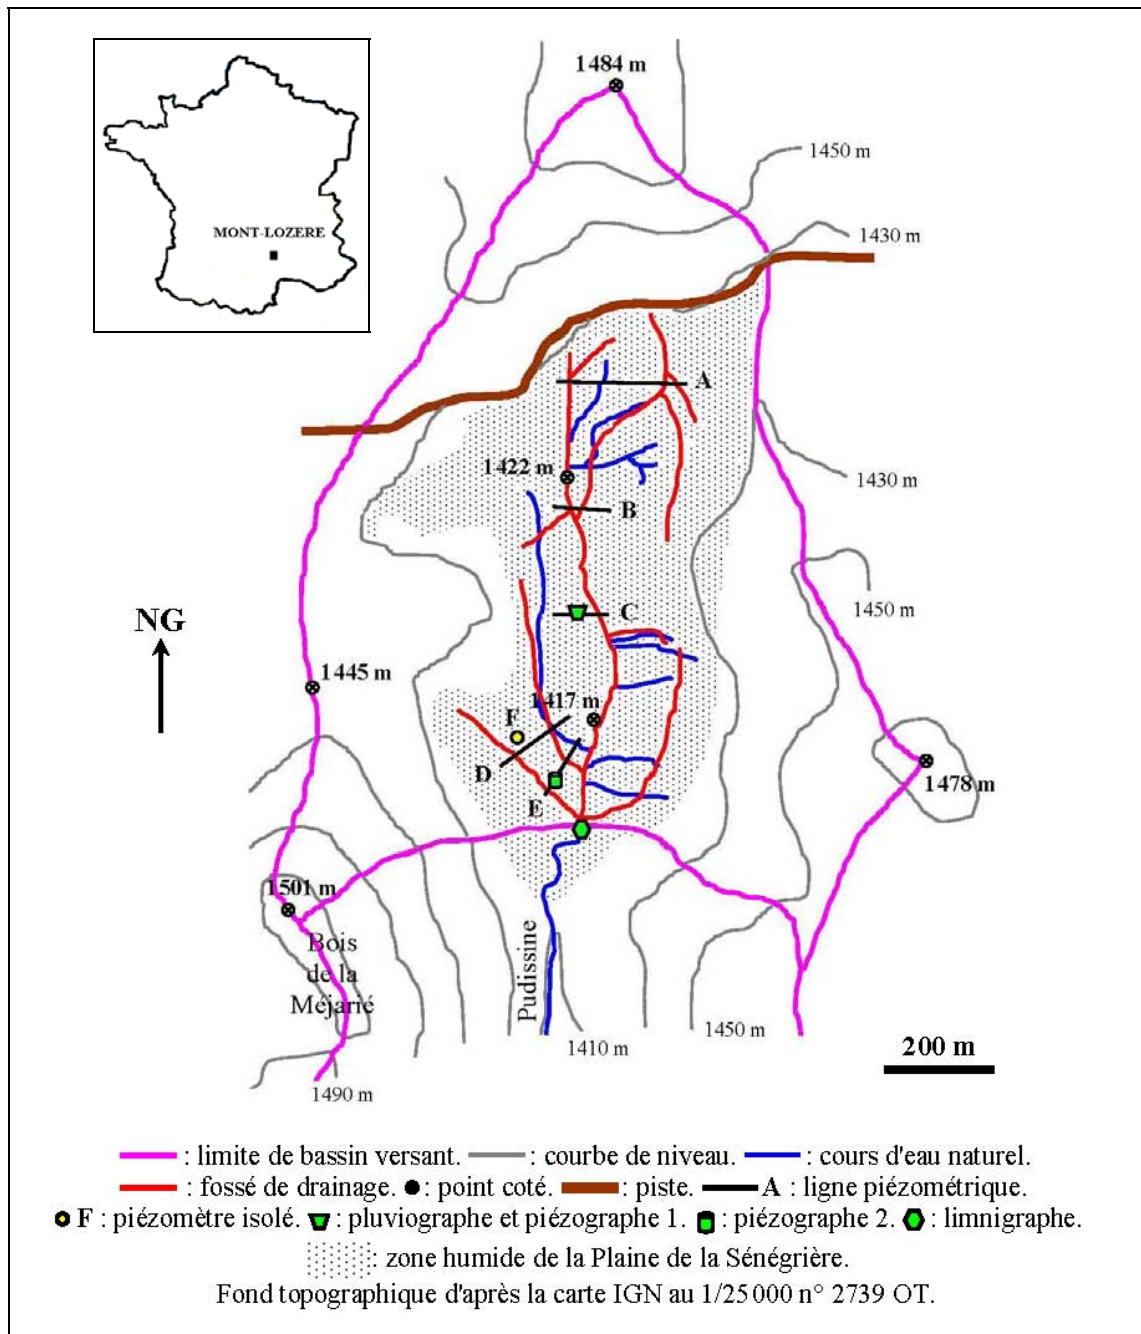 1484 m
1450 m
MONT-LOZERE
1430 m
A
1422 m
1430 m
B
1450 m
C
NG
1445 m
1417 m
F
D
1478 m
E
1501 m
Bois
de la
Méjarié
Pudissine
1450 m
200 m
1410 m
1490 m
: limite de bassin versant. : courbe de niveau. : cours d'eau naturel.
: fossé de drainage. : point coté. : piste. A : ligne piézométrique.
F : piézomètre isolé. : pluviographe et piézographe 1. : piézographe 2. : limnigraphe.
: zone humide de la Plaine de la Sénégrière.
Fond topographique d'après la carte IGN au 1/25000 n° 2739 OT.